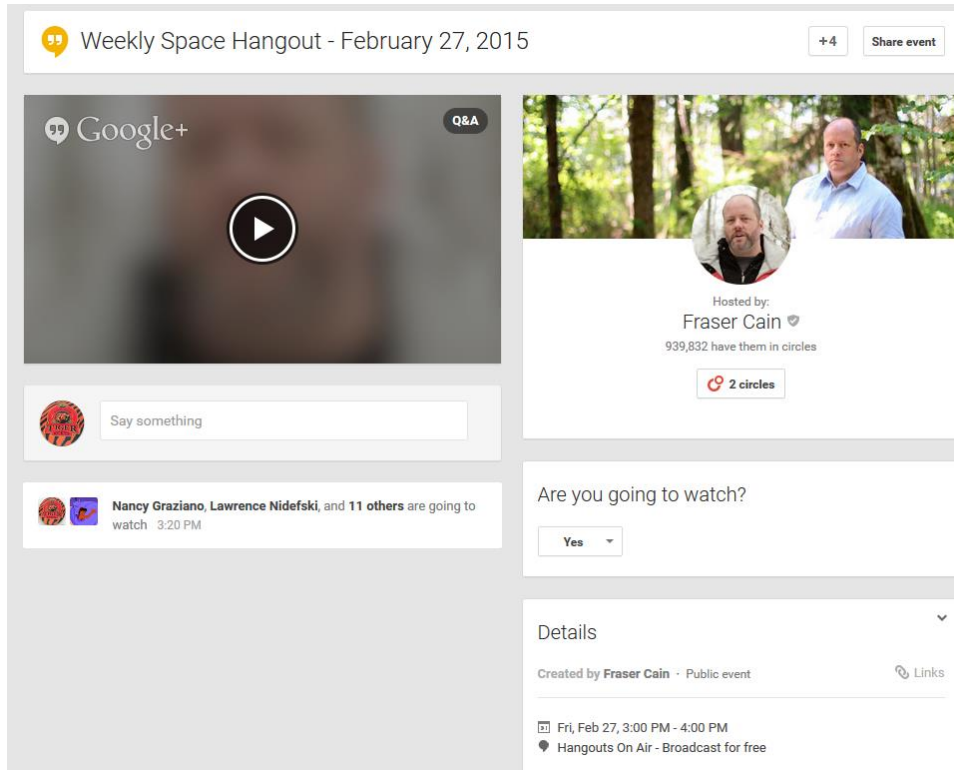 Weekly Space Hangout - February 27, 2015
+4
Share event
Google+
Q&A
Hosted by:
Fraser Cain
939,832 have them in circles
2 circles
TIGER
Say something
Nancy Graziano, Lawrence Nidefski, and 11 others are going to
watch 3:20 PM
Are you going to watch?
Yes
Details
Created by Fraser Cain · Public event
Links
31 Fri, Feb 27, 3:00 PM - 4:00 PM
Hangouts On Air - Broadcast for free